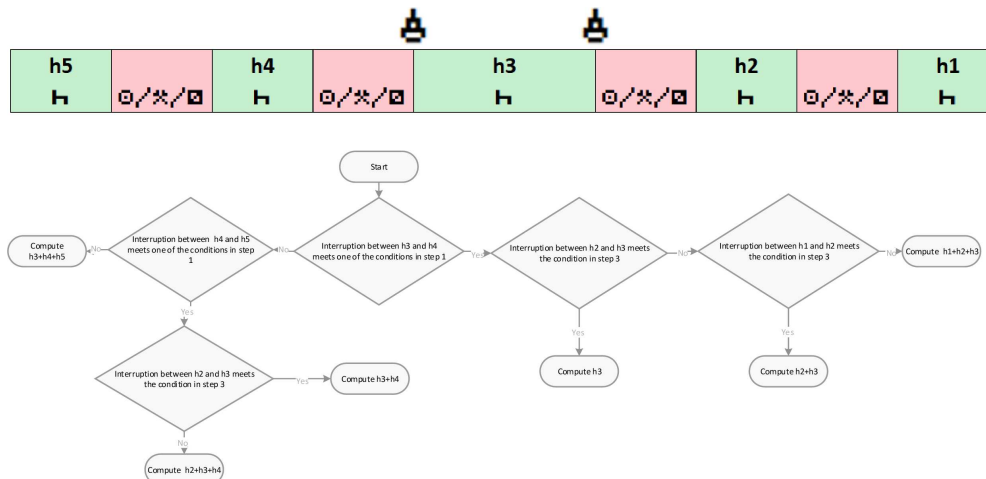 h5
h4
h3
h2
h1
Start
Interruption between h4 and h5
meets one of the conditions in step
1
Interruption between h3 and h4
meets one of the conditions in step 1
Interruption between h2 and h3 meets
the condition in step 3
Interruption between h1 and h2 meets
the condition in step 3
Compute
h3+h4+h5
No
No
Yes
No
No
Compute h1+h2+h3
Yes
Yes
Yes
Interruption between h2 and h3 meets
the condition in step 3
Yes
Compute h3+h4
Compute h3
Compute h2+h3
No
Compute h2+h3+h4